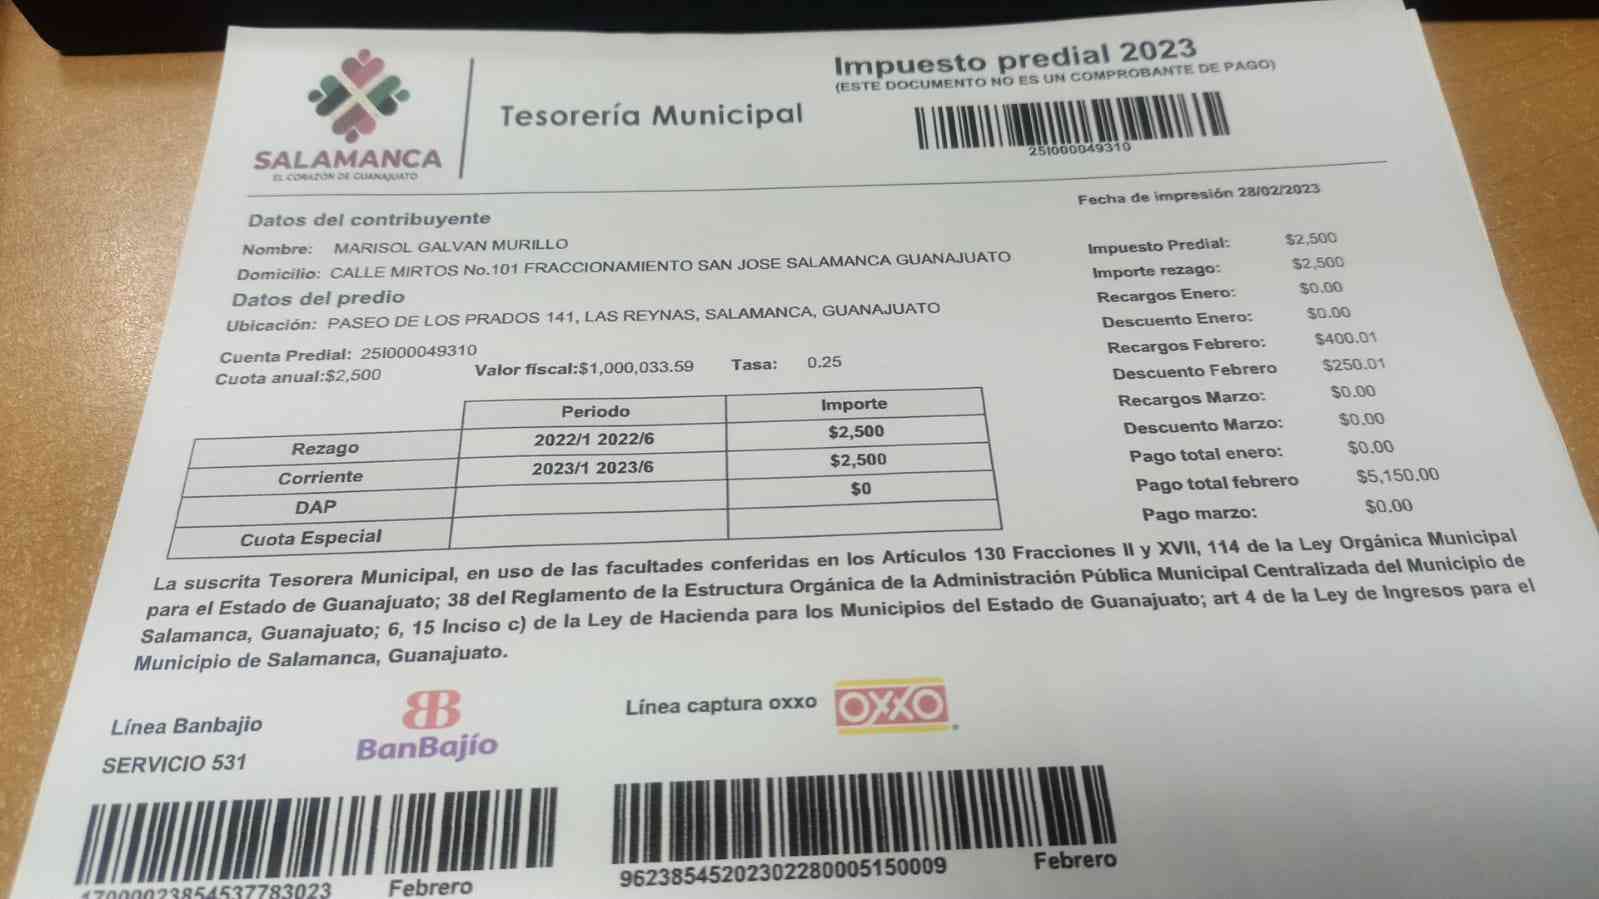 SALAMANCA
EL CORAZÓN DE GUANAJUATO
Tesorería Municipal
Impuesto predial 2023
(ESTE DOCUMENTO NO ES UN COMPROBANTE DE PAGO)
25I000049310
Fecha de impresión 28/02/2023
Datos del contribuyente
Nombre: MARISOL GALVAN MURILLO
Domicilio: CALLE MIRTOS No.101 FRACCIONAMIENTO SAN JOSE SALAMANCA GUANAJUATO
Datos del predio
Ubicación: PASEO DE LOS PRADOS 141, LAS REYNAS, SALAMANCA, GUANAJUATO
Cuenta Predial: 25I000049310
Cuota anual:$2,500 Valor fiscal:$1,000,033.59 Tasa: 0.25
Periodo Importe
Rezago 2022/1 2022/6 $2,500
Corriente 2023/1 2023/6 $2,500
DAP $0
Cuota Especial
Impuesto Predial: $2,500
Importe rezago: $2,500
Recargos Enero: $0.00
Descuento Enero: $0.00
Recargos Febrero: $400.01
Descuento Febrero $250.01
Recargos Marzo: $0.00
Descuento Marzo: $0.00
Pago total enero: $0.00
Pago total febrero $5,150.00
Pago marzo: $0.00
La suscrita Tesorera Municipal, en uso de las facultades conferidas en los Artículos 130 Fracciones II y XVII, 114 de la Ley Orgánica Municipal
para el Estado de Guanajuato; 38 del Reglamento de la Estructura Orgánica de la Administración Pública Municipal Centralizada del Municipio de
Salamanca, Guanajuato; 6, 15 Inciso c) de la Ley de Hacienda para los Municipios del Estado de Guanajuato; art 4 de la Ley de Ingresos para el
Municipio de Salamanca, Guanajuato.
Línea Banbajio
SERVICIO 531
BanBajío
Línea captura oxxo
OXXO
17000023854537783023 Febrero
96238545202302280005150009 Febrero